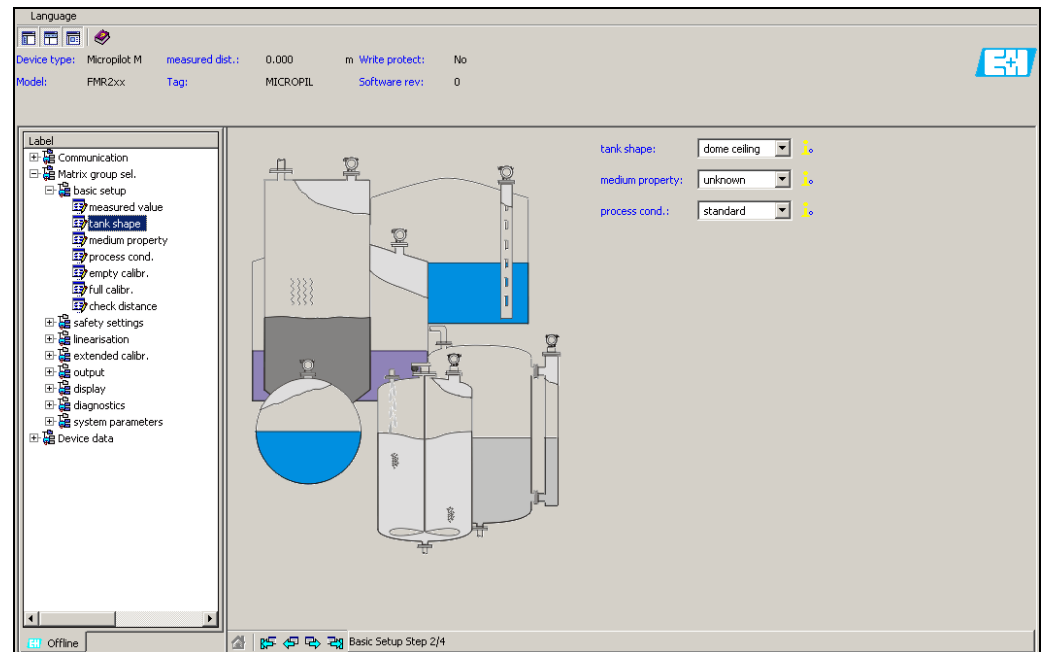 Language
Device type: Micropilot M measured dist.: 0.000 m Write protect: No
E+H
Model: FMR2xx Tag: MICROPIL Software rev: 0
Label
Communication
Matrix group sel.
basic setup
measured value
tank shape
medium property
process cond.
empty calibr.
full calibr.
check distance
safety settings
linearisation
extended calibr.
output
display
diagnostics
system parameters
Device data
tank shape: dome ceiling
medium property: unknown
process cond.: standard
Offline
Basic Setup Step 2/4